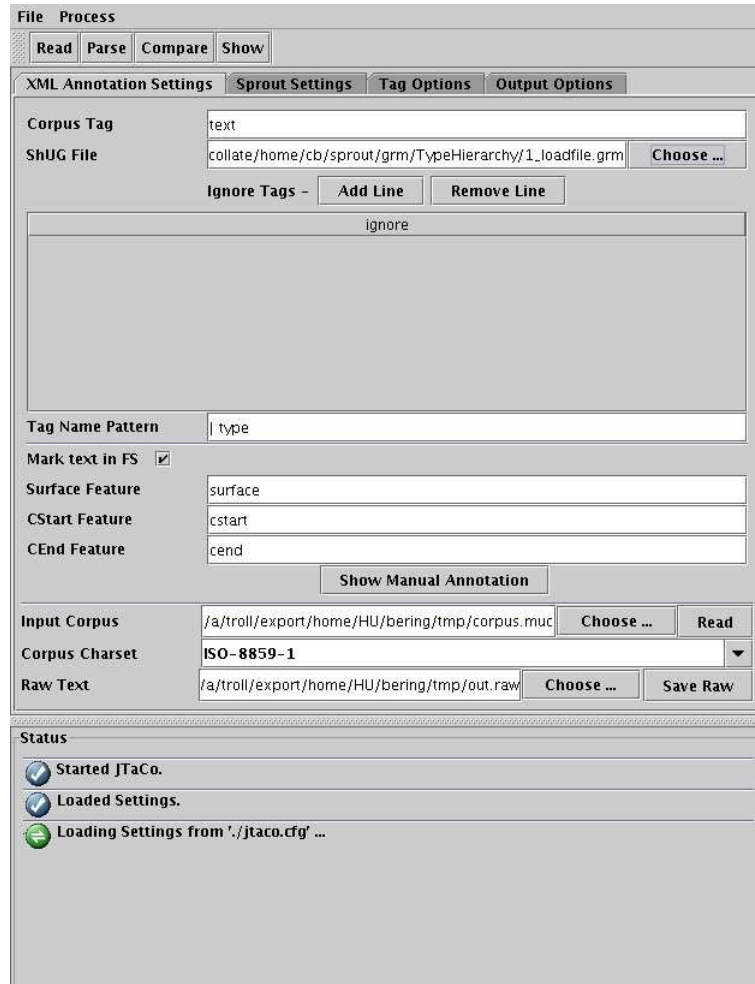 File Process
Read Parse Compare Show
XML Annotation Settings Sprout Settings Tag Options Output Options
Corpus Tag text
ShUG File collate/home/cb/sprout/grm/TypeHierarchy/1_loadfile.grm Choose ...
Ignore Tags – Add Line Remove Line
ignore
Tag Name Pattern | type
Mark text in FS
Surface Feature surface
CStart Feature cstart
CEnd Feature cend
Show Manual Annotation
Input Corpus /a/troll/export/home/HU/bering/tmp/corpus.muc Choose ... Read
Corpus Charset ISO-8859-1
Raw Text /a/troll/export/home/HU/bering/tmp/out.raw Choose ... Save Raw
Status
Started JTaCo.
Loaded Settings.
Loading Settings from './jtaco.cfg' ...